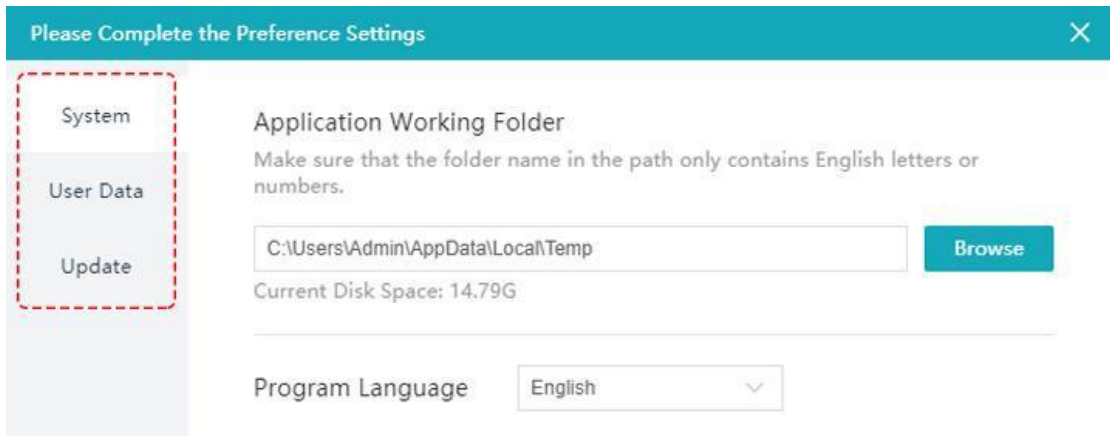 Please Complete the Preference Settings
System
User Data
Update
Application Working Folder
Make sure that the folder name in the path only contains English letters or
numbers.
C:\Users\Admin\AppData\Local\Temp
Browse
Current Disk Space: 14.79G
Program Language
English